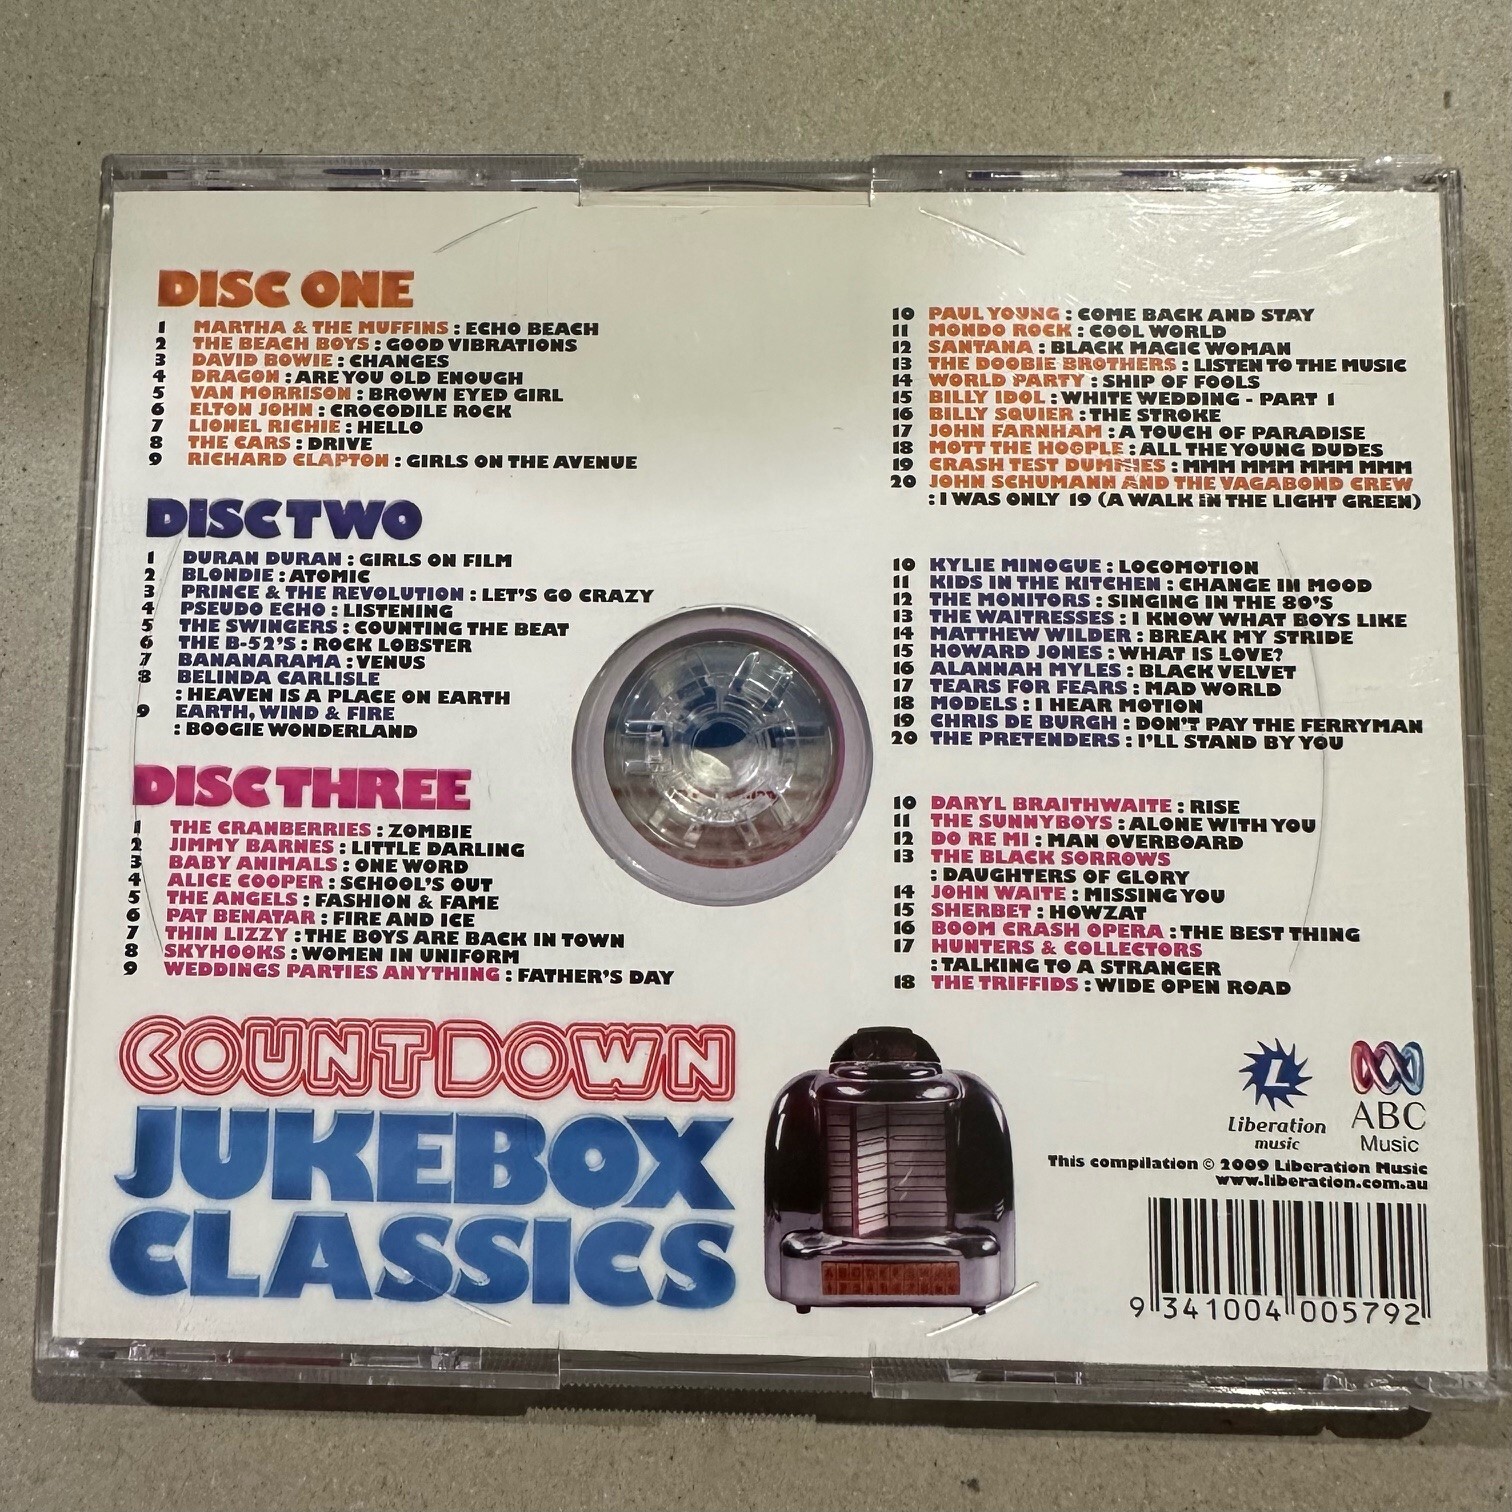 DISC ONE
1 MARTHA & THE MUFFINS : ECHO BEACH
2 THE BEACH BOYS : GOOD VIBRATIONS
3 DAVID BOWIE : CHANGES
4 DRAGON : ARE YOU OLD ENOUGH
5 VAN MORRISON : BROWN EYED GIRL
6 ELTON JOHN : CROCODILE ROCK
7 LIONEL RICHIE : HELLO
8 THE CARS : DRIVE
9 RICHARD CLAPTON : GIRLS ON THE AVENUE
10 PAUL YOUNG : COME BACK AND STAY
11 MONDO ROCK : COOL WORLD
12 SANTANA : BLACK MAGIC WOMAN
13 THE DOOBIE BROTHERS : LISTEN TO THE MUSIC
14 WORLD PARTY : SHIP OF FOOLS
15 BILLY IDOL : WHITE WEDDING - PART 1
16 BILLY SQUIER : THE STROKE
17 JOHN FARNHAM : A TOUCH OF PARADISE
18 MOTT THE HOOPLE : ALL THE YOUNG DUDES
19 CRASH TEST DUMMIES : MMM MMM MMM MMM
20 JOHN SCHUMANN AND THE VAGABOND CREW
: I WAS ONLY 19 (A WALK IN THE LIGHT GREEN)
DISC TWO
1 DURAN DURAN : GIRLS ON FILM
2 BLONDIE : ATOMIC
3 PRINCE & THE REVOLUTION : LET'S GO CRAZY
4 PSEUDO ECHO : LISTENING
5 THE SWINGERS : COUNTING THE BEAT
6 THE B-52'S : ROCK LOBSTER
7 BANANARAMA : VENUS
8 BELINDA CARLISLE
: HEAVEN IS A PLACE ON EARTH
9 EARTH, WIND & FIRE
: BOOGIE WONDERLAND
10 KYLIE MINOGUE : LOCOMOTION
11 KIDS IN THE KITCHEN : CHANGE IN MOOD
12 THE MONITORS : SINGING IN THE 80'S
13 THE WAITRESSES : I KNOW WHAT BOYS LIKE
14 MATTHEW WILDER : BREAK MY STRIDE
15 HOWARD JONES : WHAT IS LOVE?
16 ALANNAH MYLES : BLACK VELVET
17 TEARS FOR FEARS : MAD WORLD
18 MODELS : I HEAR MOTION
19 CHRIS DE BURGH : DON'T PAY THE FERRYMAN
20 THE PRETENDERS : I'LL STAND BY YOU
DISC THREE
1 THE CRANBERRIES : ZOMBIE
2 JIMMY BARNES : LITTLE DARLING
3 BABY ANIMALS : ONE WORD
4 ALICE COOPER : SCHOOL'S OUT
5 THE ANGELS : FASHION & FAME
6 PAT BENATAR : FIRE AND ICE
7 THIN LIZZY : THE BOYS ARE BACK IN TOWN
8 SKYHOOKS : WOMEN IN UNIFORM
9 WEDDINGS PARTIES ANYTHING : FATHER'S DAY
10 DARYL BRAITHWAITE : RISE
11 THE SUNNYBOYS : ALONE WITH YOU
12 DO RE MI : MAN OVERBOARD
13 THE BLACK SORROWS
: DAUGHTERS OF GLORY
14 JOHN WAITE : MISSING YOU
15 SHERBET : HOWZAT
16 BOOM CRASH OPERA : THE BEST THING
17 HUNTERS & COLLECTORS
: TALKING TO A STRANGER
18 THE TRIFFIDS : WIDE OPEN ROAD
COUNTDOWN
JUKEBOX
CLASSICS
L
Liberation
music
ABC
Music
This compilation © 2009 Liberation Music
www.liberation.com.au
9 341004 005792